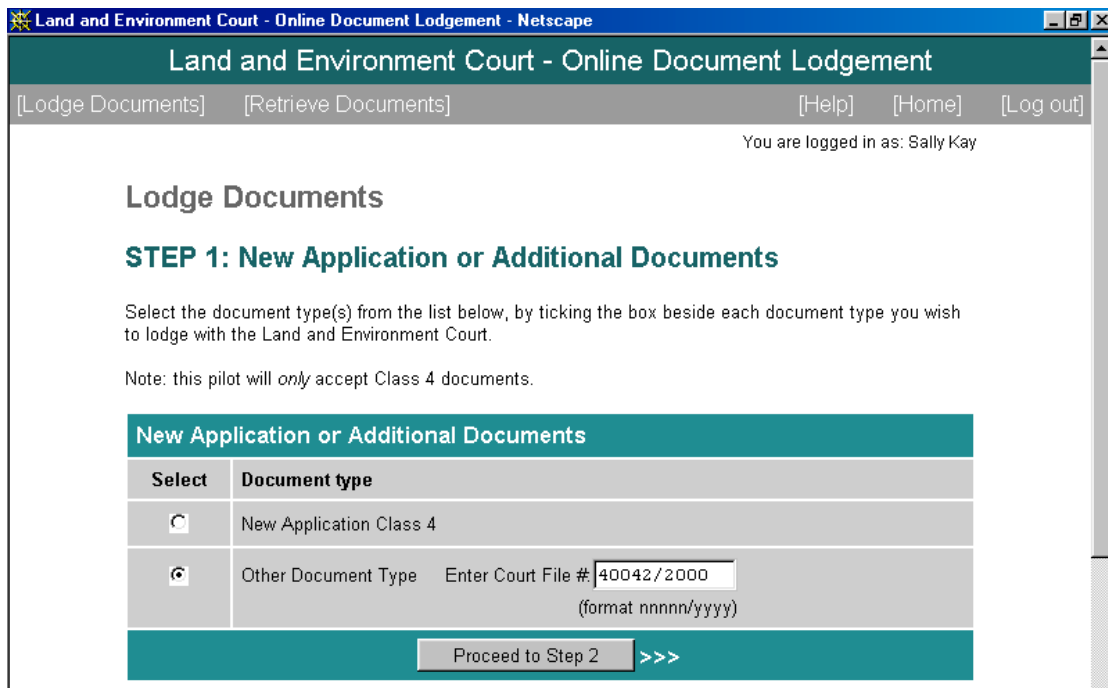 Land and Environment Court - Online Document Lodgement - Netscape
Land and Environment Court - Online Document Lodgement
[Lodge Documents] [Retrieve Documents] [Help] [Home] [Log out]
You are logged in as: Sally Kay
Lodge Documents
STEP 1: New Application or Additional Documents
Select the document type(s) from the list below, by ticking the box beside each document type you wish
to lodge with the Land and Environment Court.
Note: this pilot will only accept Class 4 documents.
New Application or Additional Documents
Select Document type
New Application Class 4
Other Document Type Enter Court File #: 40042/2000
(format nnnnn/yyyy)
Proceed to Step 2 >>>